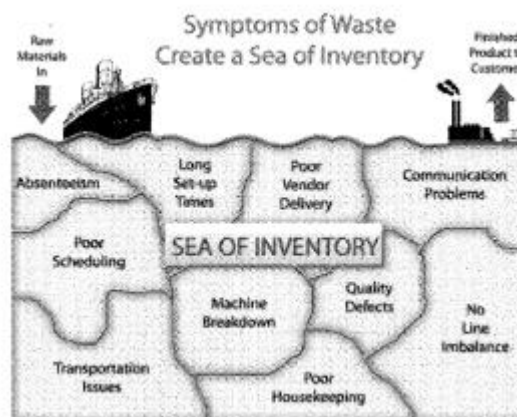 Symptoms of Waste
Create a Sea of Inventory
Raw
Materials
In
Finished
Product t
Custome
Absenteeism
Long
Set-up
Times
Poor
Vendor
Delivery
Communication
Problems
Poor
Scheduling
SEA OF INVENTORY
Machine
Breakdown
Quality
Defects
No
Line
Imbalance
Transportation
Issues
Poor
Housekeeping